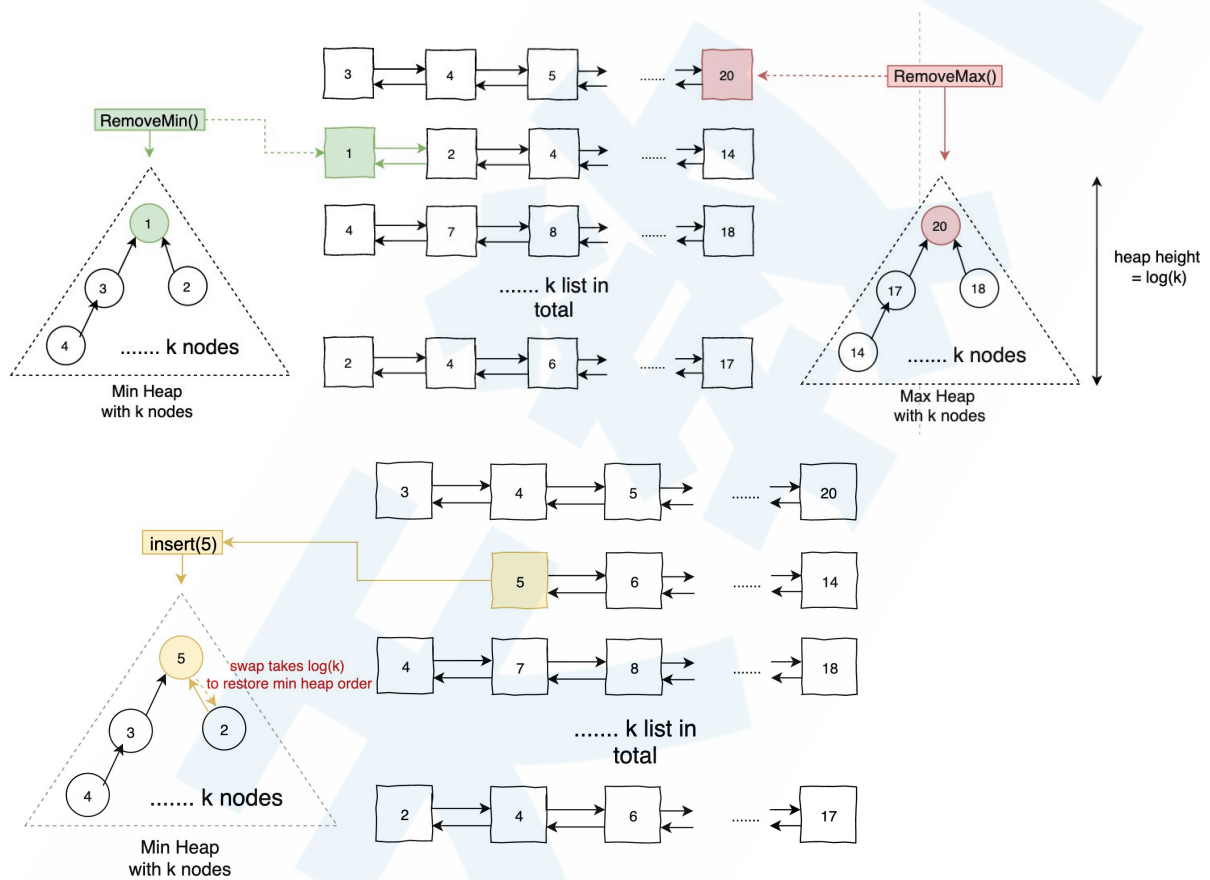 3
4
5
.......
20
RemoveMax()
RemoveMin()
1
2
4
.......
14
4
7
8
.......
18
....... k list in
total
2
4
6
.......
17
1
3
2
4
....... k nodes
Min Heap
with k nodes
20
17
18
14
....... k nodes
Max Heap
with k nodes
heap height
= log(k)
3
4
5
.......
20
insert(5)
5
6
.......
14
4
7
8
.......
18
....... k list in
total
2
4
6
.......
17
5
swap takes log(k)
to restore min heap order
3
2
4
....... k nodes
Min Heap
with k nodes